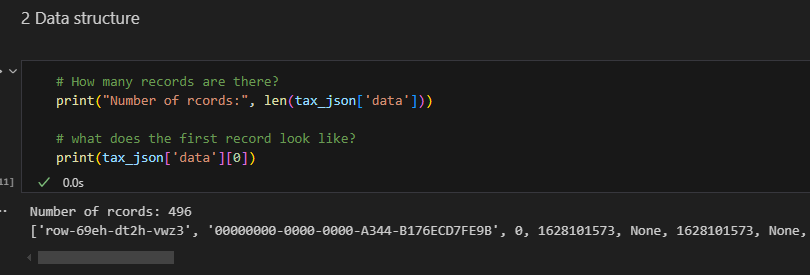 2 Data structure
# How many records are there?
print("Number of rcords:", len(tax_json['data']))
# what does the first record look like?
print(tax_json['data'][0])
11]
0.0s
Number of rcords: 496
['row-69eh-dt2h-vwz3', '00000000-0000-0000-A344-B176ECD7FE9B', 0, 1628101573, None, 1628101573, None,